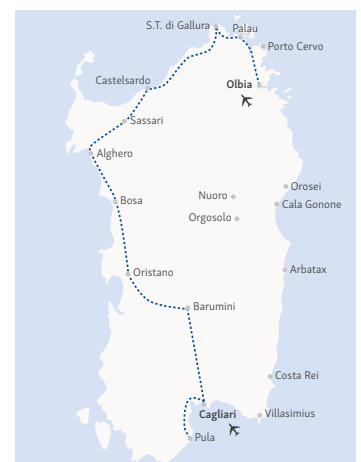 S.T. di Gallura
Palau
Porto Cervo
Castelsardo
Olbia
Sassari
Alghero
Orosei
Nuoro
Bosa
Cala Gonone
Orgosolo
Arbatax
Oristano
Barumini
Costa Rei
Cagliari
Villasimius
Pula